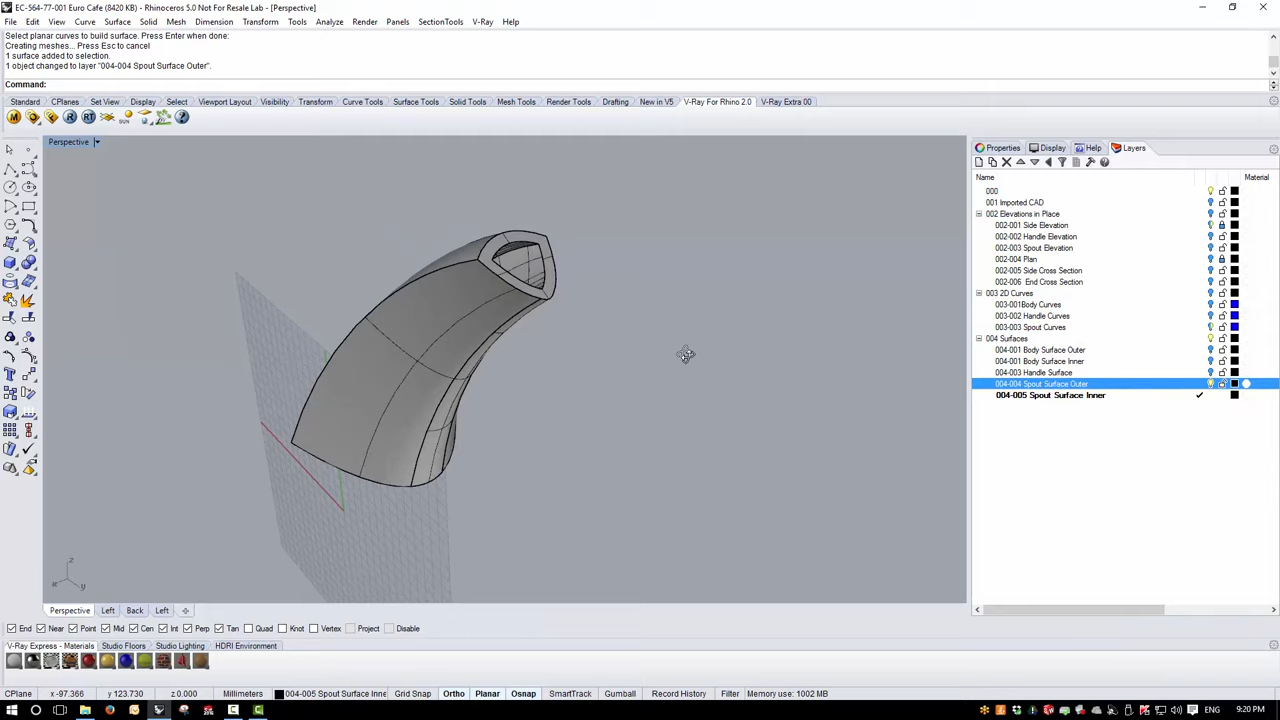 EC-564-77-001 Euro Cafe (8420 KB) - Rhinoceros 5.0 Not For Resale Lab - [Perspective]
File Edit View Curve Surface Solid Mesh Dimension Transform Tools Analyze Render Panels SectionTools V-Ray Help
Select planar curves to build surface. Press Enter when done:
Creating meshes... Press Esc to cancel
1 surface added to selection.
1 object changed to layer "004-004 Spout Surface Outer".
Command:
Standard CPlanes Set View Display Select Viewport Layout Visibility Transform Curve Tools Surface Tools Solid Tools Mesh Tools Render Tools Drafting New in V5 V-Ray For Rhino 2.0 V-Ray Extra 00
Perspective
Properties Display Help Layers
Name Material
000
001 Imported CAD
002 Elevations in Place
002-001 Side Elevation
002-002 Handle Elevation
002-003 Spout Elevation
002-004 Plan
002-005 Side Cross Section
002-006 End Cross Section
003 2D Curves
003-001Body Curves
003-002 Handle Curves
003-003 Spout Curves
004 Surfaces
004-001 Body Surface Outer
004-001 Body Surface Inner
004-003 Handle Surface
004-004 Spout Surface Outer
004-005 Spout Surface Inner
z
x y
Perspective Left Back Left
End Near Point Mid Cen Int Perp Tan Quad Knot Vertex Project Disable
V-Ray Express - Materials Studio Floors Studio Lighting HDRI Environment
CPlane x -97.366 y 123.730 z 0.000 Millimeters 004-005 Spout Surface Inne Grid Snap Ortho Planar Osnap SmartTrack Gumball Record History Filter Memory use: 1002 MB
ENG 9:20 PM